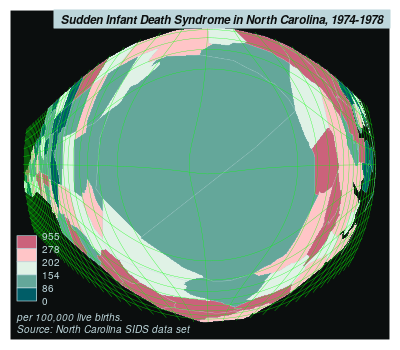 Sudden Infant Death Syndrome in North Carolina, 1974-1978
955
278
202
154
86
0
per 100,000 live births.
Source: North Carolina SIDS data set